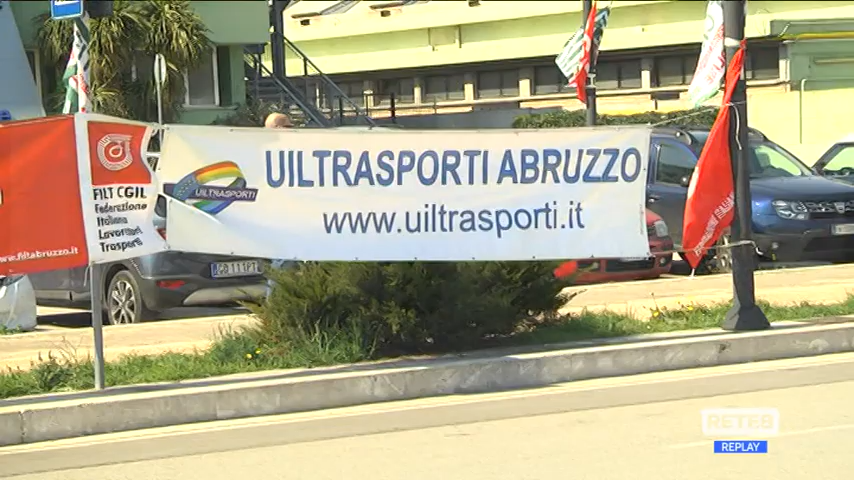 FILT CGIL
Federazione
Italiana
Lavoratori
Trasporti
www.filtabruzzo.it
UILTRASPORTI
UILTRASPORTI ABRUZZO
www.uiltrasporti.it
RETE8
REPLAY